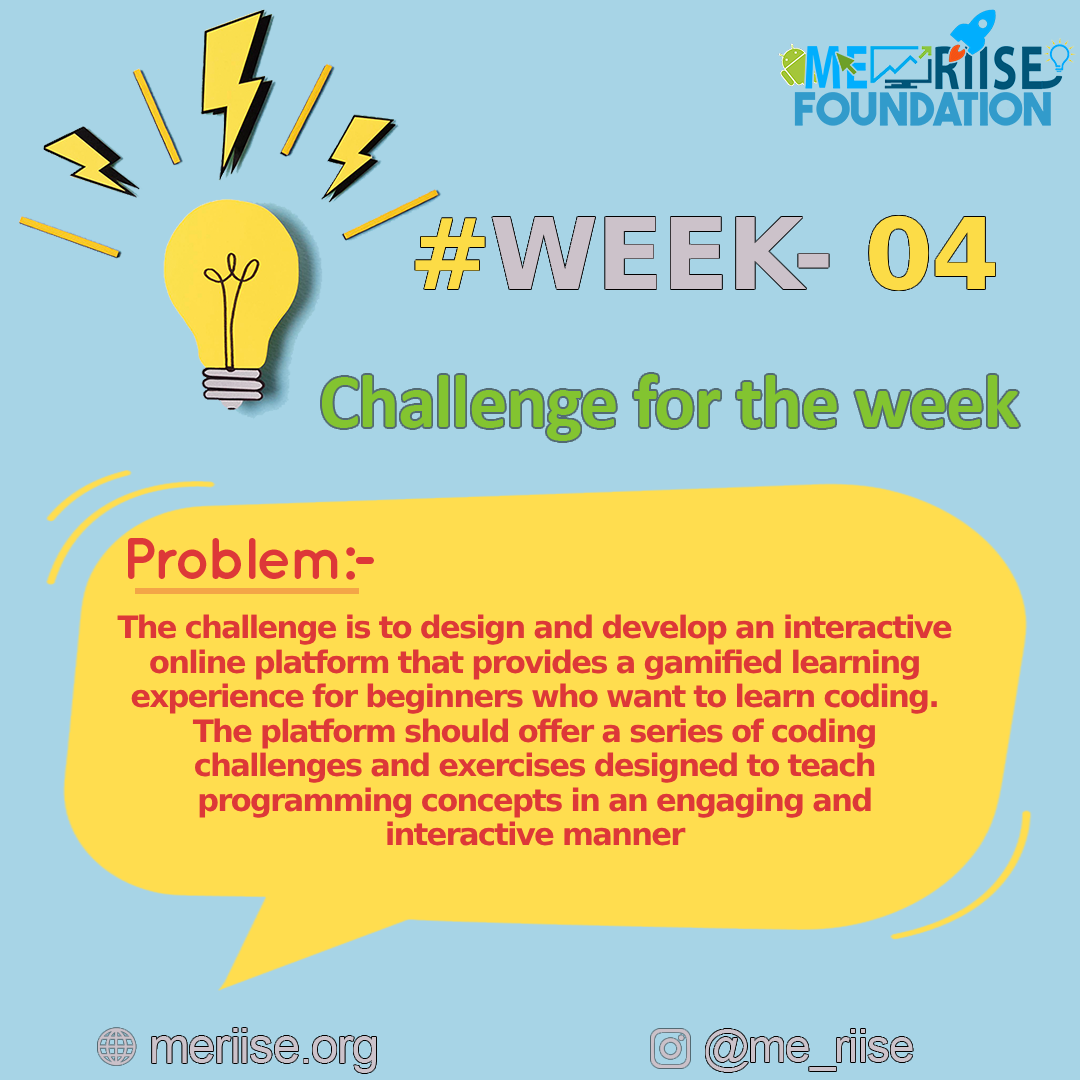 ME RIISE
FOUNDATION
#WEEK- 04
Challenge for the week
Problem:-
The challenge is to design and develop an interactive
online platform that provides a gamified learning
experience for beginners who want to learn coding.
The platform should offer a series of coding
challenges and exercises designed to teach
programming concepts in an engaging and
interactive manner
meriise.org
@me_riise